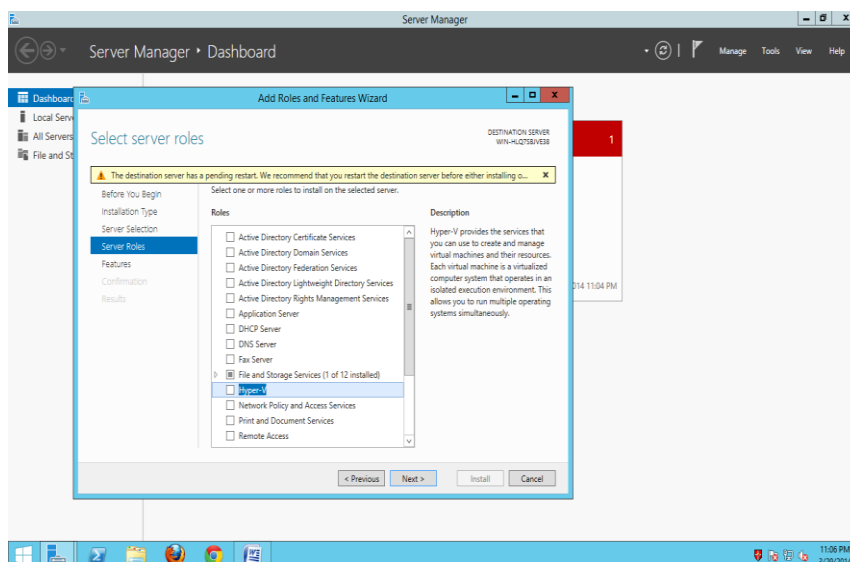 Server Manager
Server Manager • Dashboard
Manage
Tools
View
Help
Dashboard
Local Serv
All Servers
File and St
1
014 11:04 PM
Add Roles and Features Wizard
Select server roles
DESTINATION SERVER
WIN-HLQ7S8JVE38
The destination server has a pending restart. We recommend that you restart the destination server before either installing o...
Before You Begin
Installation Type
Server Selection
Server Roles
Features
Confirmation
Results
Select one or more roles to install on the selected server.
Roles
Active Directory Certificate Services
Active Directory Domain Services
Active Directory Federation Services
Active Directory Lightweight Directory Services
Active Directory Rights Management Services
Application Server
DHCP Server
DNS Server
Fax Server
File and Storage Services (1 of 12 installed)
Hyper-V
Network Policy and Access Services
Print and Document Services
Remote Access
Description
Hyper-V provides the services that
you can use to create and manage
virtual machines and their resources.
Each virtual machine is a virtualized
computer system that operates in an
isolated execution environment. This
allows you to run multiple operating
systems simultaneously.
< Previous
Next >
Install
Cancel
11:06 PM